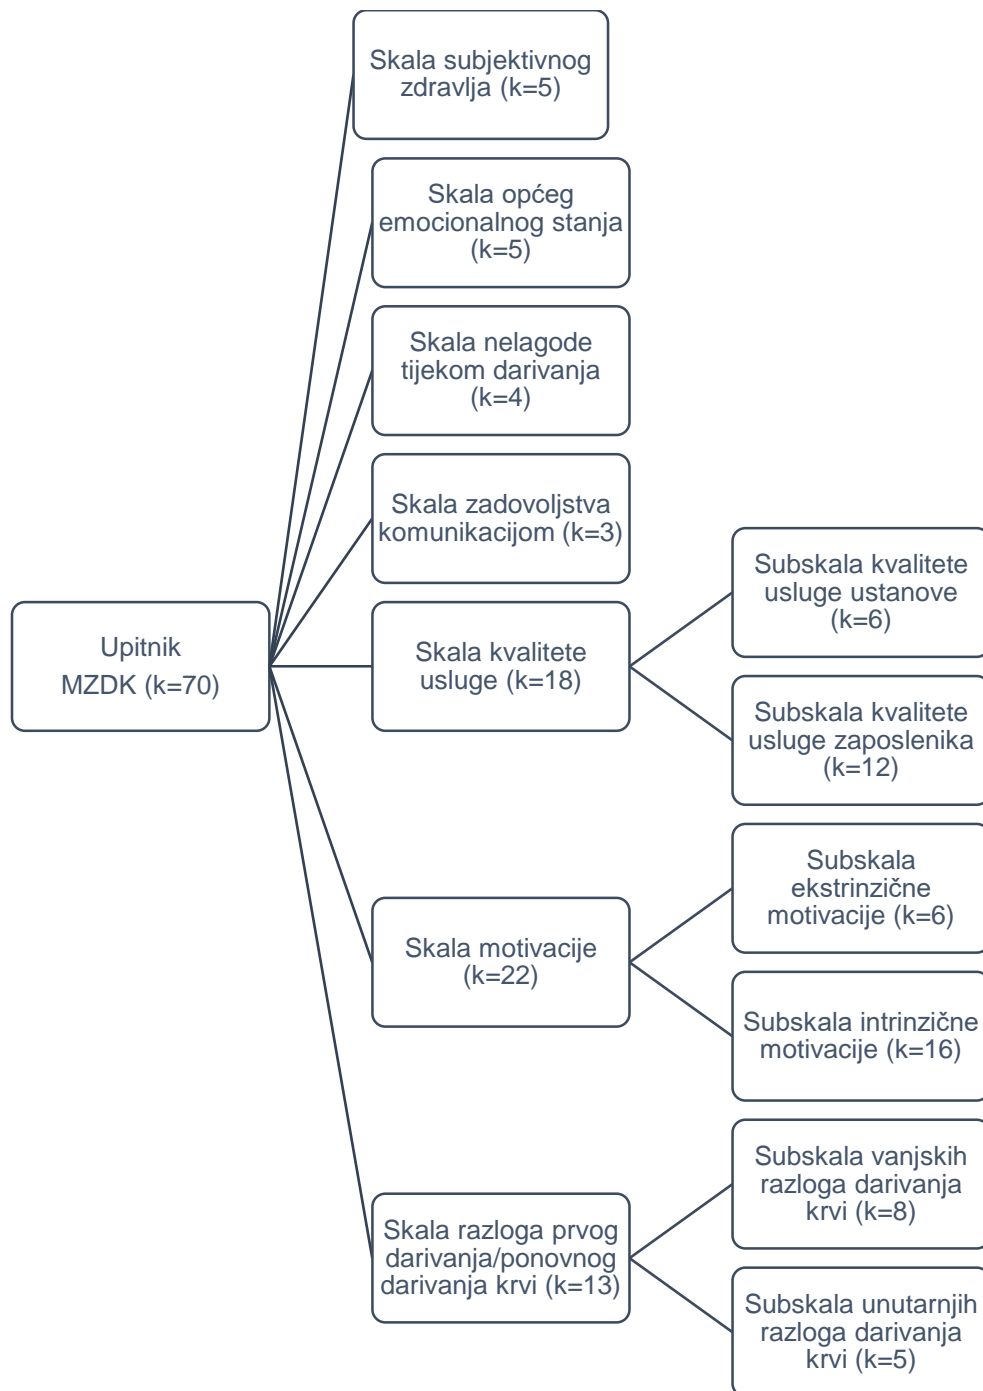 Skala subjektivnog
zdravlja (k=5)
Skala općeg
emocionalnog stanja
(k=5)
Skala nelagode
tijekom darivanja
(k=4)
Skala zadovoljstva
komunikacijom (k=3)
Upitnik
MZDK (k=70)
Skala kvalitete
usluge (k=18)
Subskala kvalitete
usluge ustanove
(k=6)
Subskala kvalitete
usluge zaposlenika
(k=12)
Skala motivacije
(k=22)
Subskala
ekstrinzične
motivacije (k=6)
Subskala intrinzične
motivacije (k=16)
Skala razloga prvog
darivanja/ponovnog
darivanja krvi (k=13)
Subskala vanjskih
razloga darivanja
krvi (k=8)
Subskala unutarnjih
razloga darivanja
krvi (k=5)